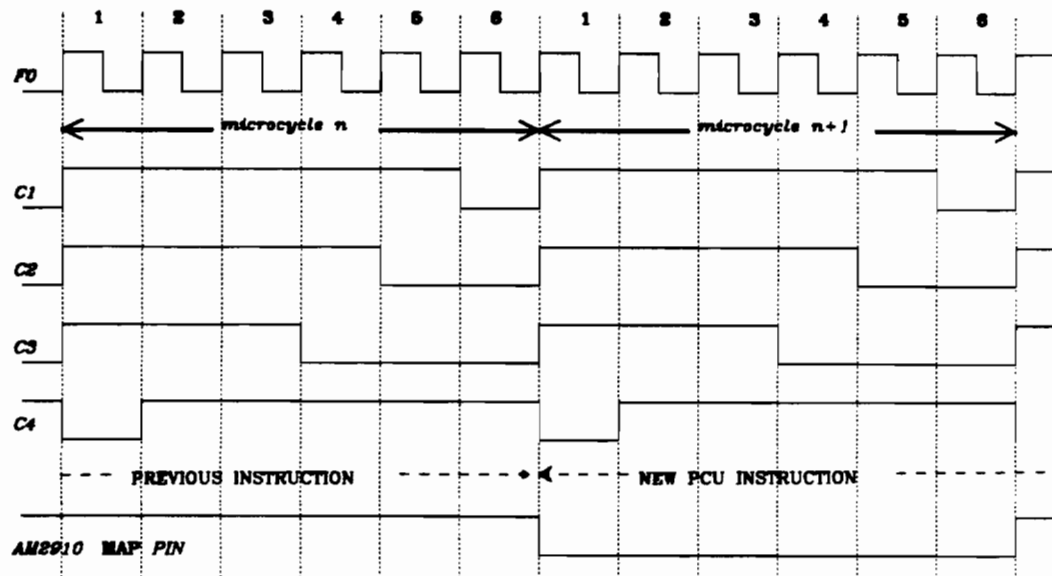 1 2 3 4 5 6 1 2 3 4 5 6
F0
microcycle n microcycle n+1
C1
C2
C3
C4
PREVIOUS INSTRUCTION NEW PCU INSTRUCTION
AM2910 MAP PIN